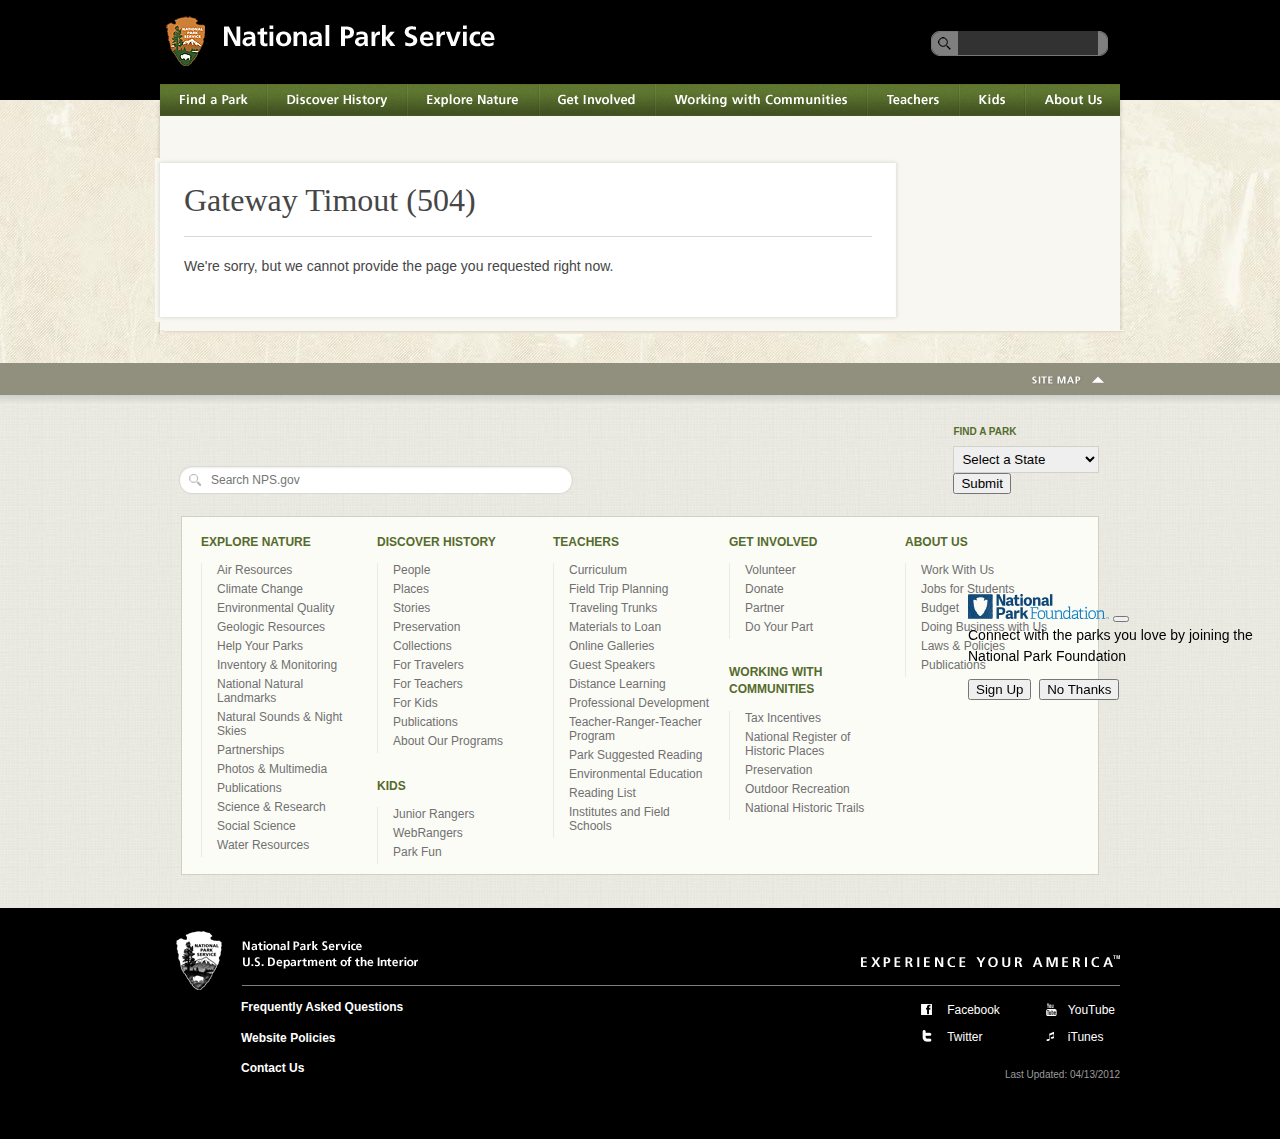 National Park Service
Find a Park Discover History Explore Nature Get Involved Working with Communities Teachers Kids About Us
Gateway Timout (504)
We're sorry, but we cannot provide the page you requested right now.
SITE MAP
FIND A PARK
Select a State
Submit
Search NPS.gov
EXPLORE NATURE
Air Resources
Climate Change
Environmental Quality
Geologic Resources
Help Your Parks
Inventory & Monitoring
National Natural
Landmarks
Natural Sounds & Night
Skies
Partnerships
Photos & Multimedia
Publications
Science & Research
Social Science
Water Resources
DISCOVER HISTORY
People
Places
Stories
Preservation
Collections
For Travelers
For Teachers
For Kids
Publications
About Our Programs
KIDS
Junior Rangers
WebRangers
Park Fun
TEACHERS
Curriculum
Field Trip Planning
Traveling Trunks
Materials to Loan
Online Galleries
Guest Speakers
Distance Learning
Professional Development
Teacher-Ranger-Teacher
Program
Park Suggested Reading
Environmental Education
Reading List
Institutes and Field
Schools
GET INVOLVED
Volunteer
Donate
Partner
Do Your Part
WORKING WITH
COMMUNITIES
Tax Incentives
National Register of
Historic Places
Preservation
Outdoor Recreation
National Historic Trails
ABOUT US
Work With Us
Jobs for Students
Budget
Doing Business with Us
Laws & Policies
Publications
National
Park Foundation
Connect with the parks you love by joining the
National Park Foundation
Sign Up No Thanks
NATIONAL
PARK
SERVICE
National Park Service
U.S. Department of the Interior
EXPERIENCE YOUR AMERICA™
Frequently Asked Questions
Website Policies
Contact Us
Facebook YouTube
Twitter iTunes
Last Updated: 04/13/2012